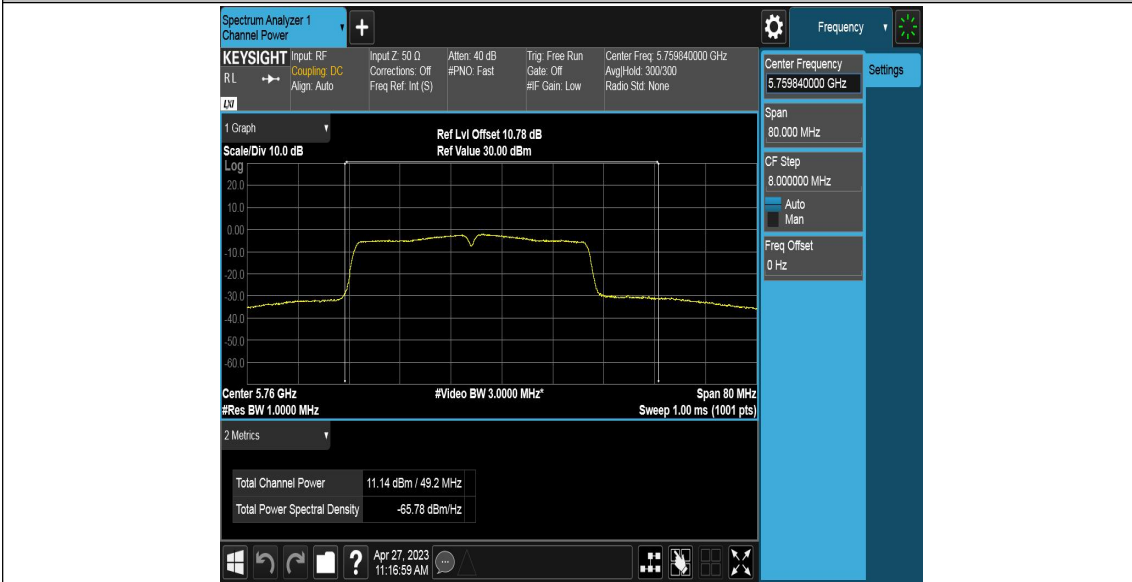 Spectrum Analyzer 1
Channel Power
+
Frequency
KEYSIGHT
RL
LXI
Input: RF
Coupling: DC
Align: Auto
Input Z: 50 Ω
Corrections: Off
Freq Ref: Int (S)
Atten: 40 dB
#PNO: Fast
Trig: Free Run
Gate: Off
#IF Gain: Low
Center Freq: 5.759840000 GHz
Avg|Hold: 300/300
Radio Std: None
Center Frequency
5.759840000 GHz
Settings
Span
80.000 MHz
CF Step
8.000000 MHz
Auto
Man
Freq Offset
0 Hz
1 Graph
Scale/Div 10.0 dB
Ref Lvl Offset 10.78 dB
Ref Value 30.00 dBm
Log
20.0
10.0
0.00
-10.0
-20.0
-30.0
-40.0
-50.0
-60.0
Center 5.76 GHz
#Video BW 3.0000 MHz*
Span 80 MHz
#Res BW 1.0000 MHz
Sweep 1.00 ms (1001 pts)
2 Metrics
Total Channel Power 11.14 dBm / 49.2 MHz
Total Power Spectral Density -65.78 dBm/Hz
?
Apr 27, 2023
11:16:59 AM